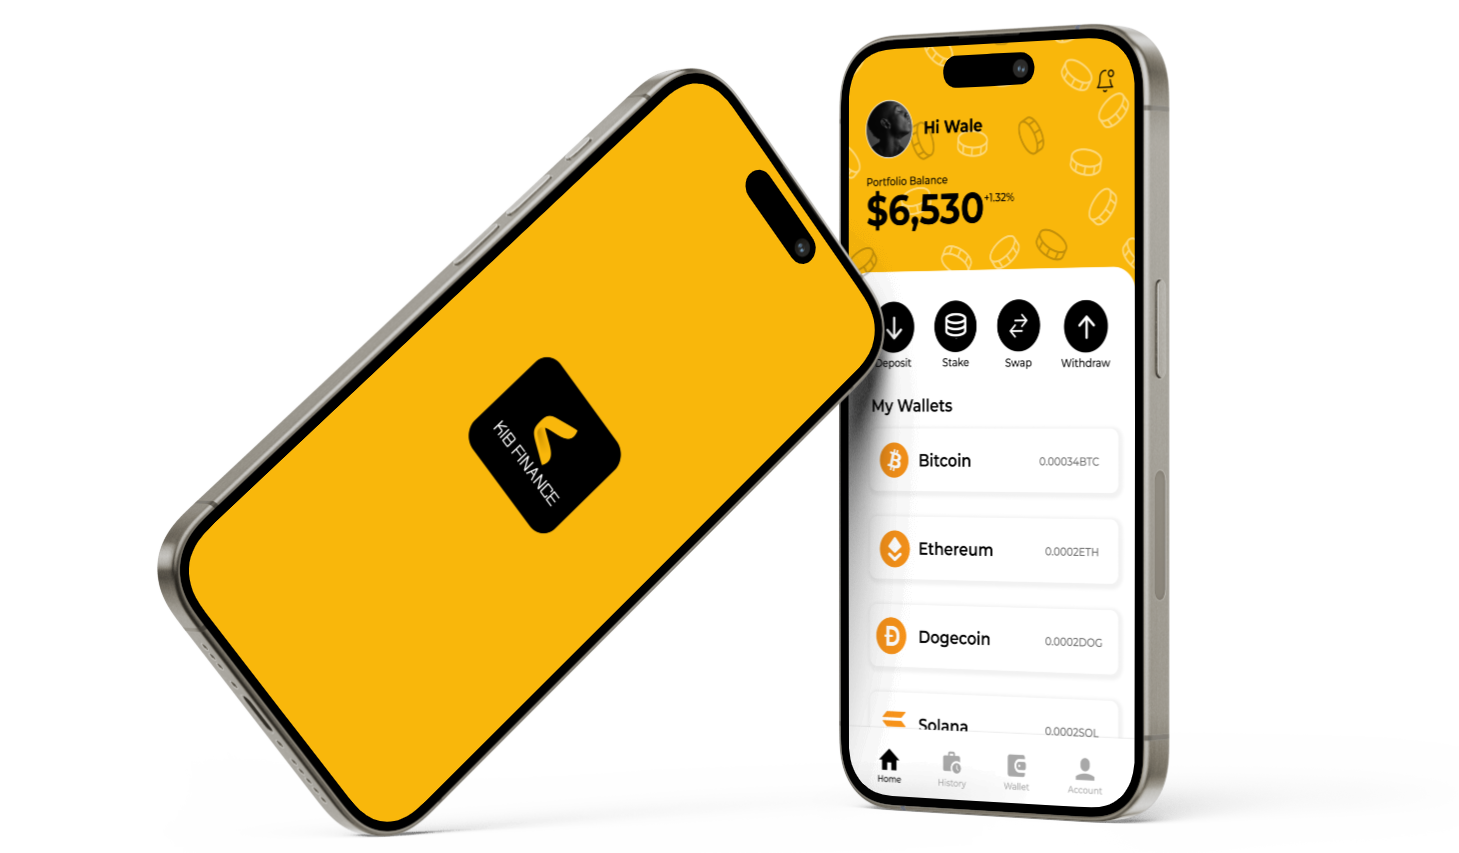 KIB FINANCE
Hi Wale
Portfolio Balance
$6,530 +1.32%
Deposit Stake Swap Withdraw
My Wallets
Bitcoin 0.00034BTC
Ethereum 0.0002ETH
Dogecoin 0.0002DOG
Solana 0.0002SOL
Home History Wallet Account